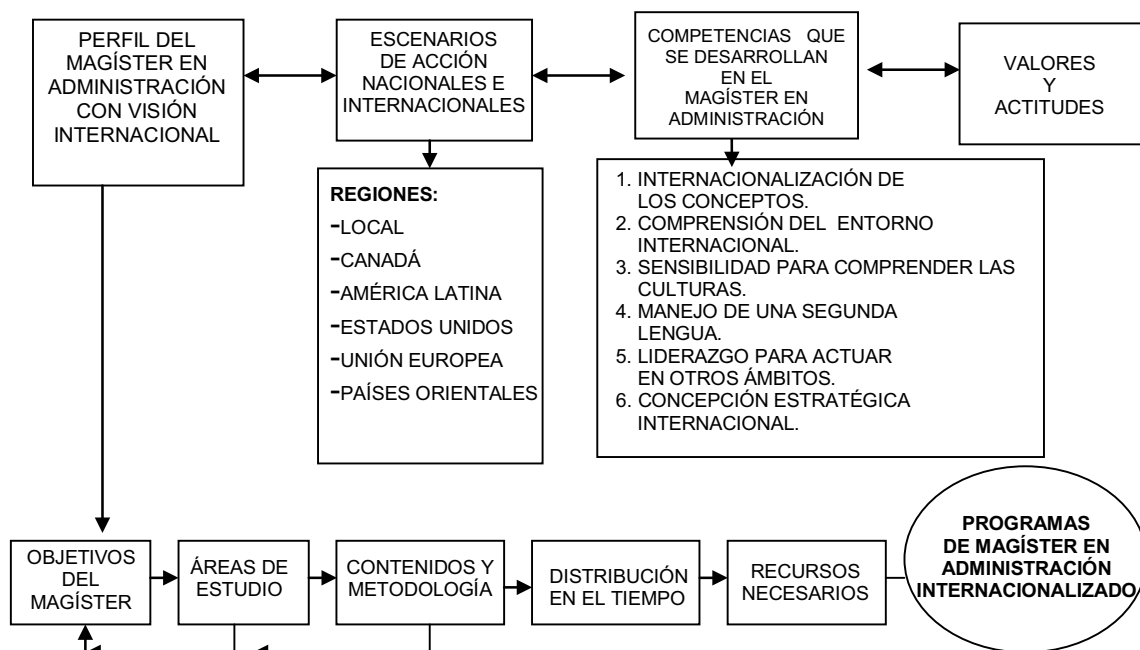 PERFIL DEL
MAGÍSTER EN
ADMINISTRACIÓN
CON VISIÓN
INTERNACIONAL
ESCENARIOS
DE ACCIÓN
NACIONALES E
INTERNACIONALES
COMPETENCIAS QUE
SE DESARROLLAN
EN EL
MAGÍSTER EN
ADMINISTRACIÓN
VALORES
Y
ACTITUDES
REGIONES:
-LOCAL
-CANADÁ
-AMÉRICA LATINA
-ESTADOS UNIDOS
-UNIÓN EUROPEA
-PAÍSES ORIENTALES
1. INTERNACIONALIZACIÓN DE
LOS CONCEPTOS.
2. COMPRENSIÓN DEL ENTORNO
INTERNACIONAL.
3. SENSIBILIDAD PARA COMPRENDER LAS
CULTURAS.
4. MANEJO DE UNA SEGUNDA
LENGUA.
5. LIDERAZGO PARA ACTUAR
EN OTROS ÁMBITOS.
6. CONCEPCIÓN ESTRATÉGICA
INTERNACIONAL.
OBJETIVOS
DEL
MAGÍSTER
ÁREAS DE
ESTUDIO
CONTENIDOS Y
METODOLOGÍA
DISTRIBUCIÓN
EN EL TIEMPO
RECURSOS
NECESARIOS
PROGRAMAS
DE MAGÍSTER EN
ADMINISTRACIÓN
INTERNACIONALIZADO